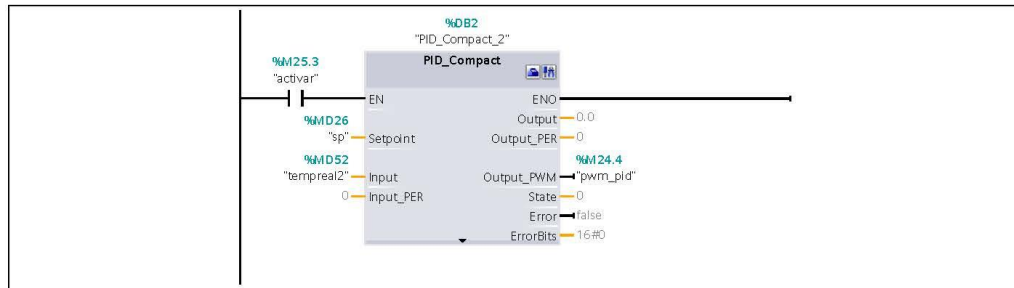 %DB2
"PID_Compact_2"
%M25.3
"activar"
PID_Compact
EN
ENO
Output
0.0
%MD26
"sp"
Setpoint
Output_PER
0
%MD52
"tempreal2"
Input
%M24.4
Output_PWM
"pwm_pid"
0
Input_PER
State
0
Error
false
ErrorBits
16#0